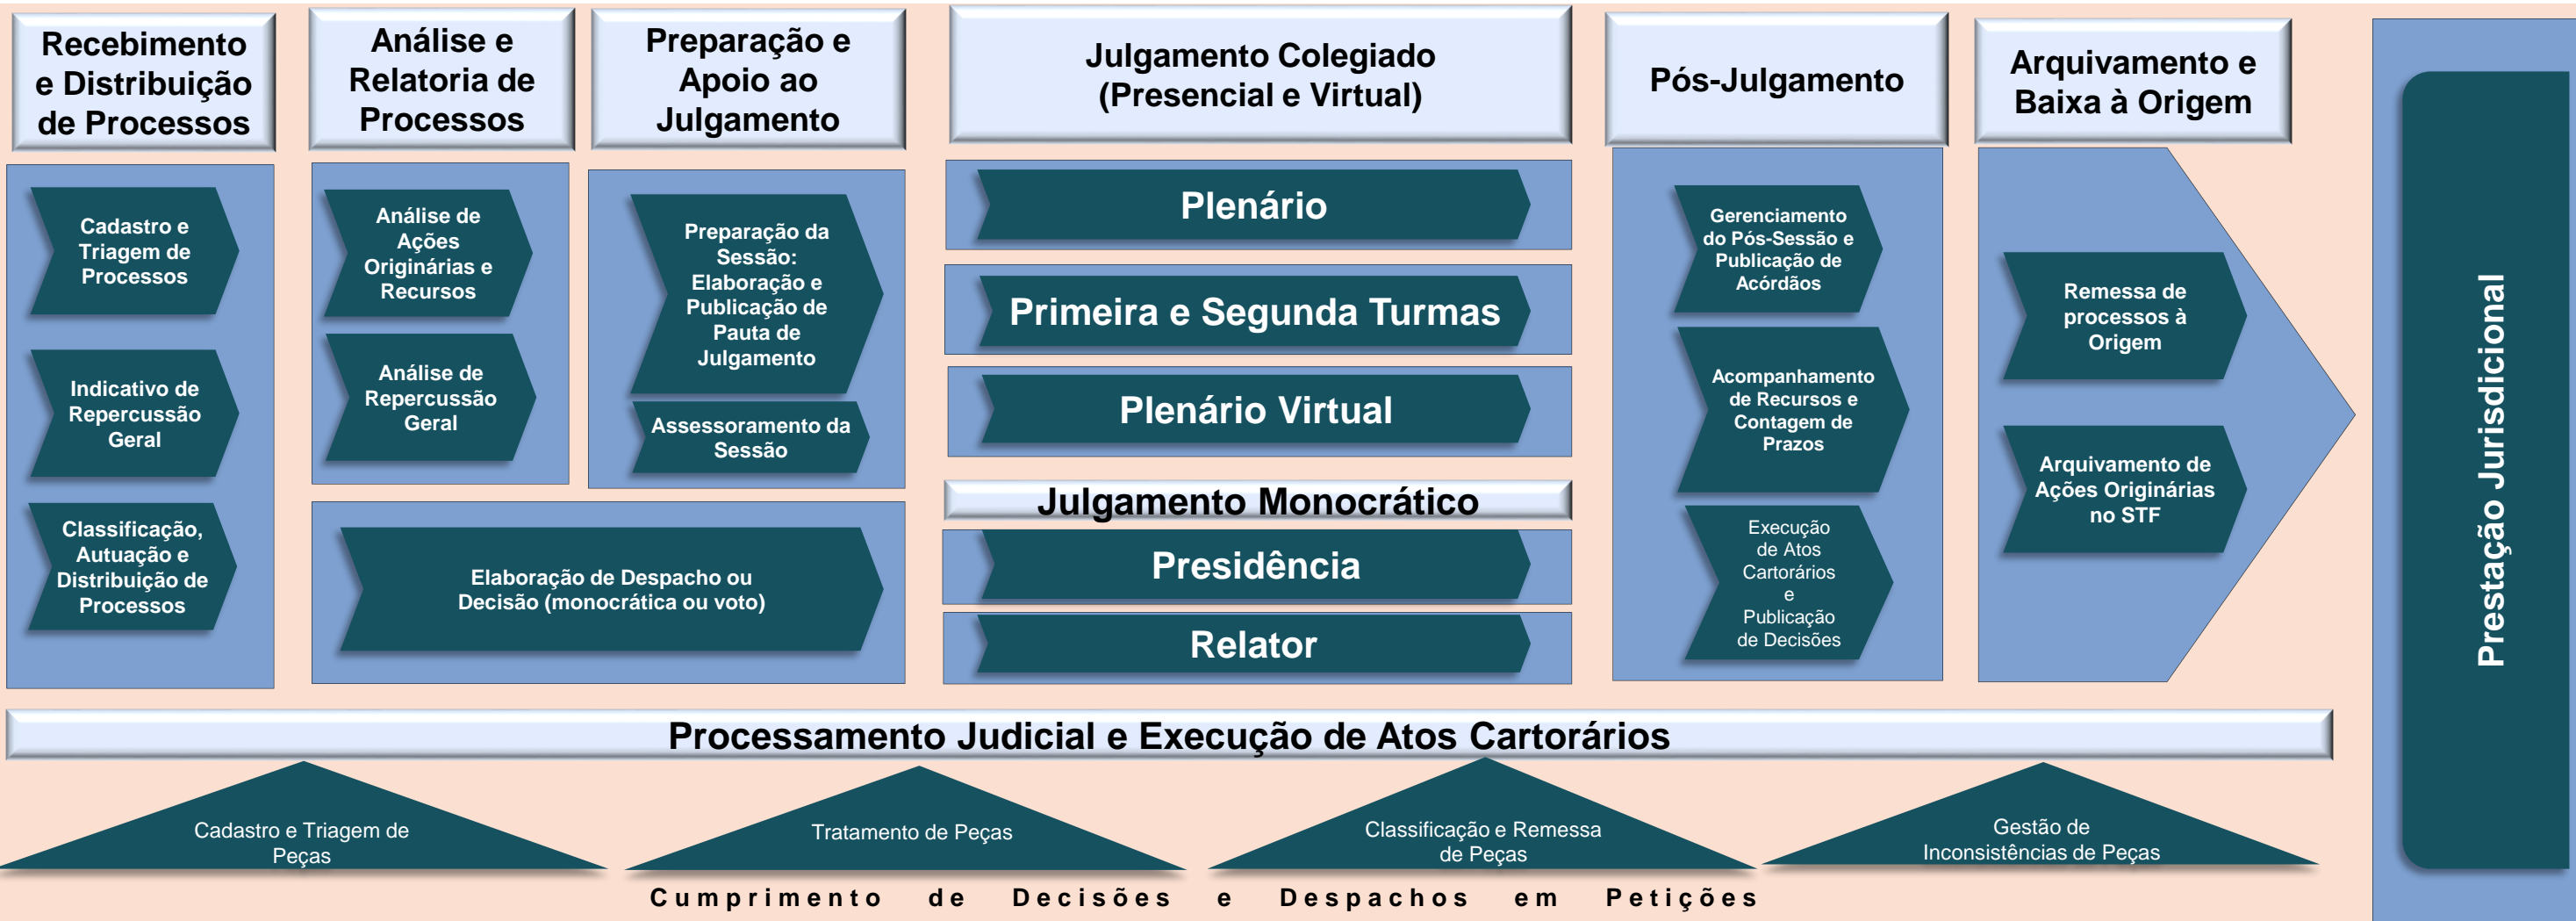 Recebimento
e Distribuição
de Processos
Cadastro e
Triagem de
Processos
Indicativo de
Repercussão
Geral
Classificação,
Autuação e
Distribuição de
Processos
Análise e
Relatoria de
Processos
Análise de
Ações
Originárias e
Recursos
Análise de
Repercussão
Geral
Preparação e
Apoio ao
Julgamento
Preparação da
Sessão:
Elaboração e
Publicação de
Pauta de
Julgamento
Assessoramento da
Sessão
Elaboração de Despacho ou
Decisão (monocrática ou voto)
Julgamento Colegiado
(Presencial e Virtual)
Plenário
Primeira e Segunda Turmas
Plenário Virtual
Julgamento Monocrático
Presidência
Relator
Pós-Julgamento
Gerenciamento
do Pós-Sessão e
Publicação de
Acórdãos
Acompanhamento
de Recursos e
Contagem de
Prazos
Execução
de Atos
Cartorários
e
Publicação
de Decisões
Arquivamento e
Baixa à Origem
Remessa de
processos à
Origem
Arquivamento de
Ações Originárias
no STF
Prestação Jurisdicional
Processamento Judicial e Execução de Atos Cartorários
Cadastro e Triagem de
Peças
Tratamento de Peças
Classificação e Remessa
de Peças
Gestão de
Inconsistências de Peças
Cumprimento de Decisões e Despachos em Petições